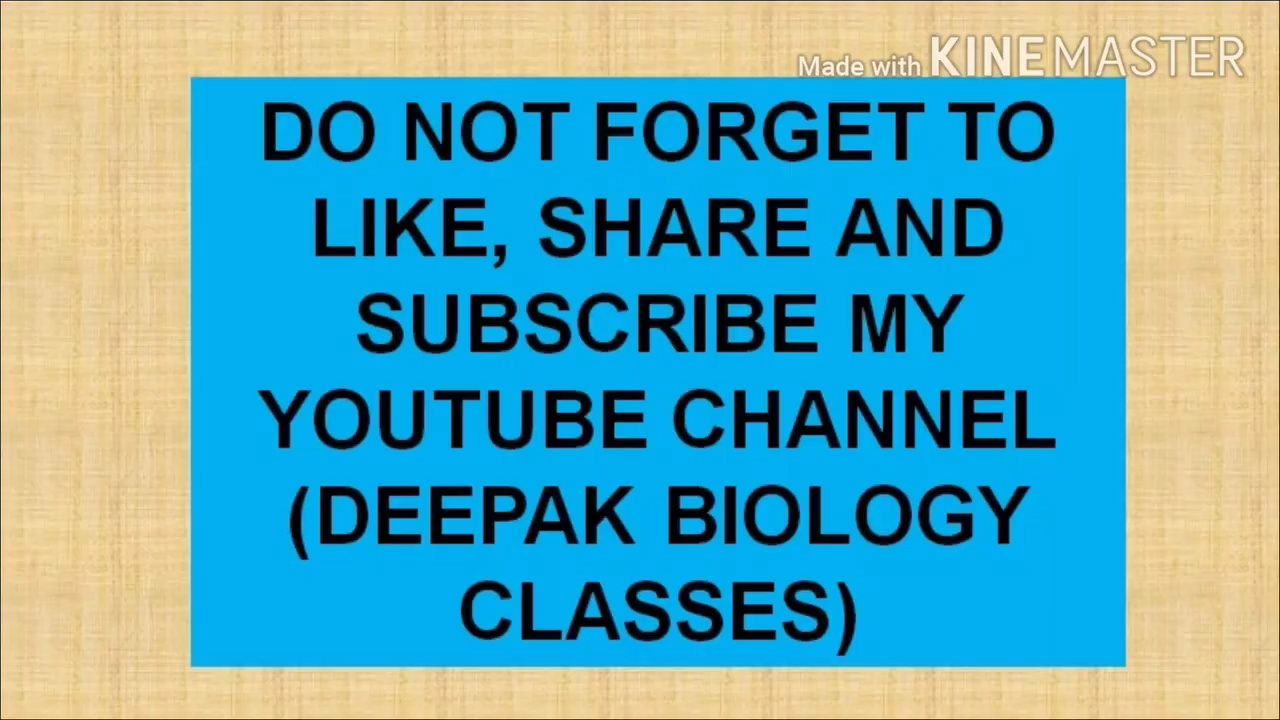 Made with KINEMASTER
DO NOT FORGET TO
LIKE, SHARE AND
SUBSCRIBE MY
YOUTUBE CHANNEL
(DEEPAK BIOLOGY
CLASSES)